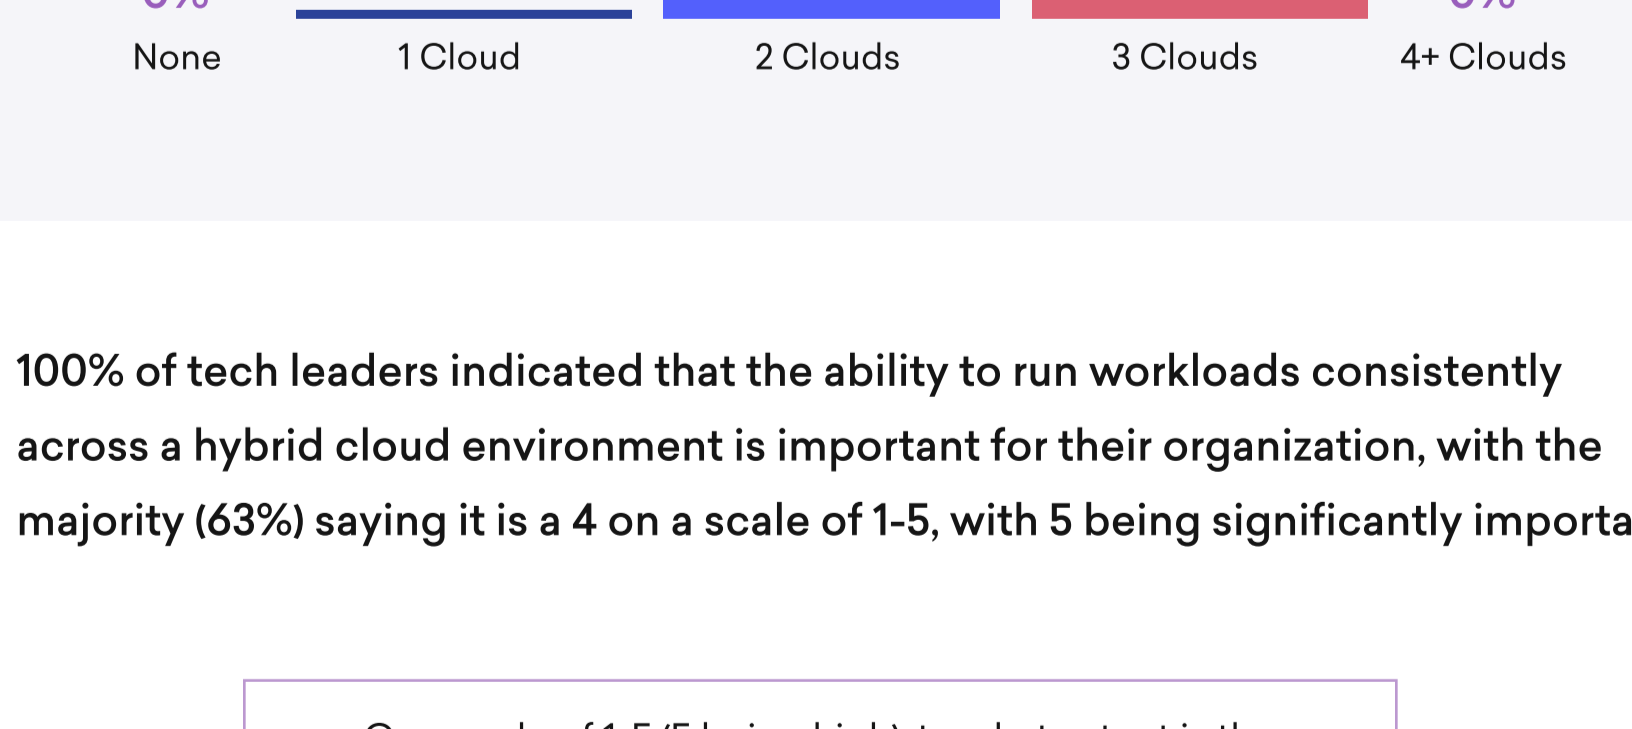 None 1 Cloud 2 Clouds 3 Clouds 4+ Clouds
100% of tech leaders indicated that the ability to run workloads consistently
across a hybrid cloud environment is important for their organization, with the
majority (63%) saying it is a 4 on a scale of 1-5, with 5 being significantly importa